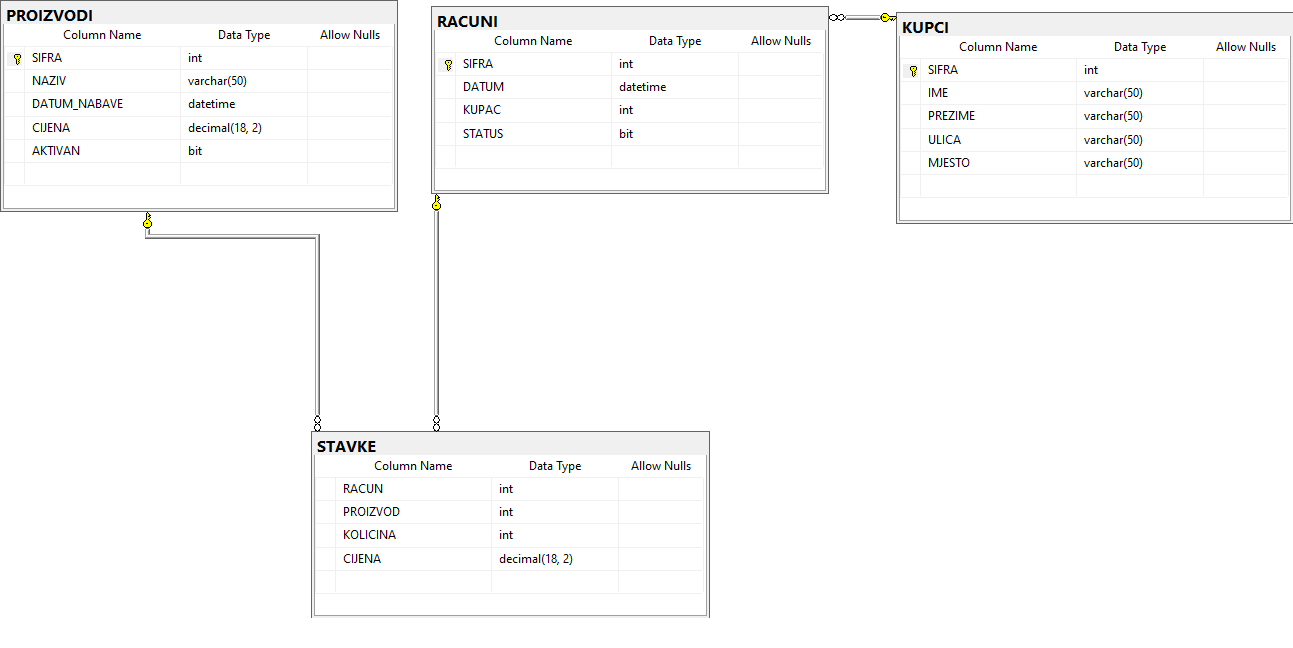 PROIZVODI
Column Name Data Type Allow Nulls
SIFRA int
NAZIV varchar(50)
DATUM_NABAVE datetime
CIJENA decimal(18, 2)
AKTIVAN bit
RACUNI
Column Name Data Type Allow Nulls
SIFRA int
DATUM datetime
KUPAC int
STATUS bit
KUPCI
Column Name Data Type Allow Nulls
SIFRA int
IME varchar(50)
PREZIME varchar(50)
ULICA varchar(50)
MJESTO varchar(50)
STAVKE
Column Name Data Type Allow Nulls
RACUN int
PROIZVOD int
KOLICINA int
CIJENA decimal(18, 2)